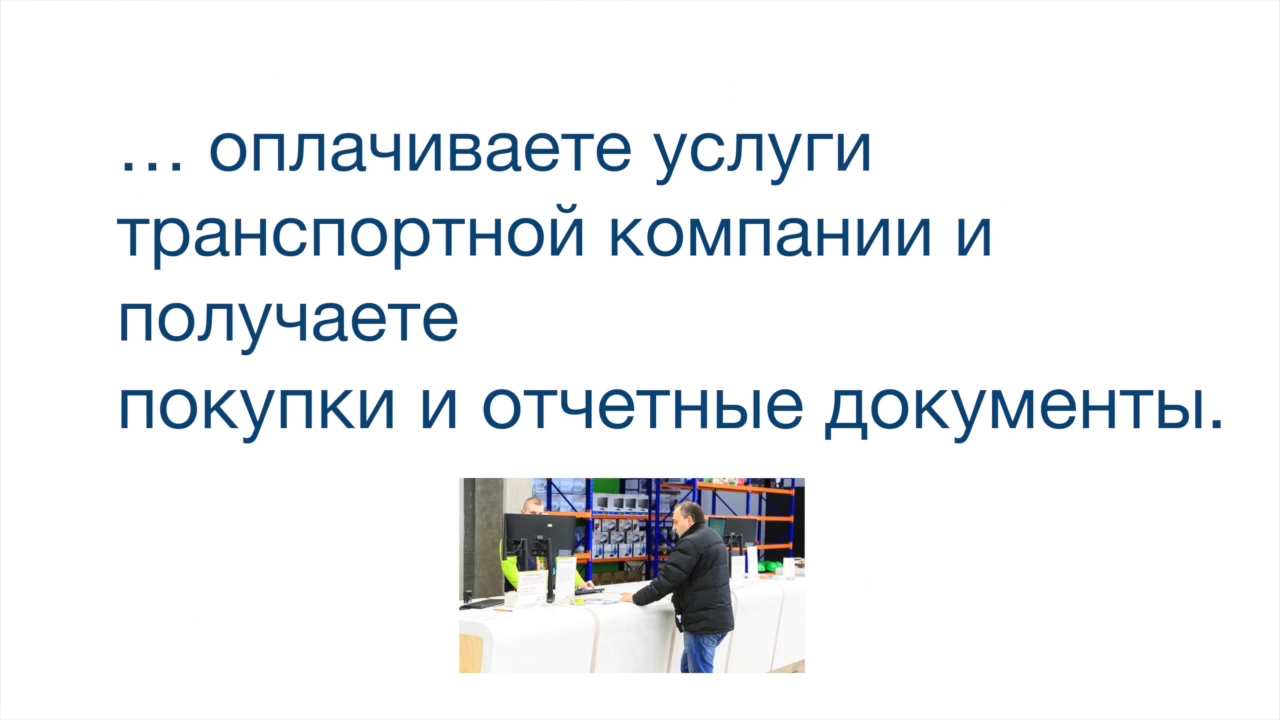 … оплачиваете услуги
транспортной компании и
получаете
покупки и отчетные документы.